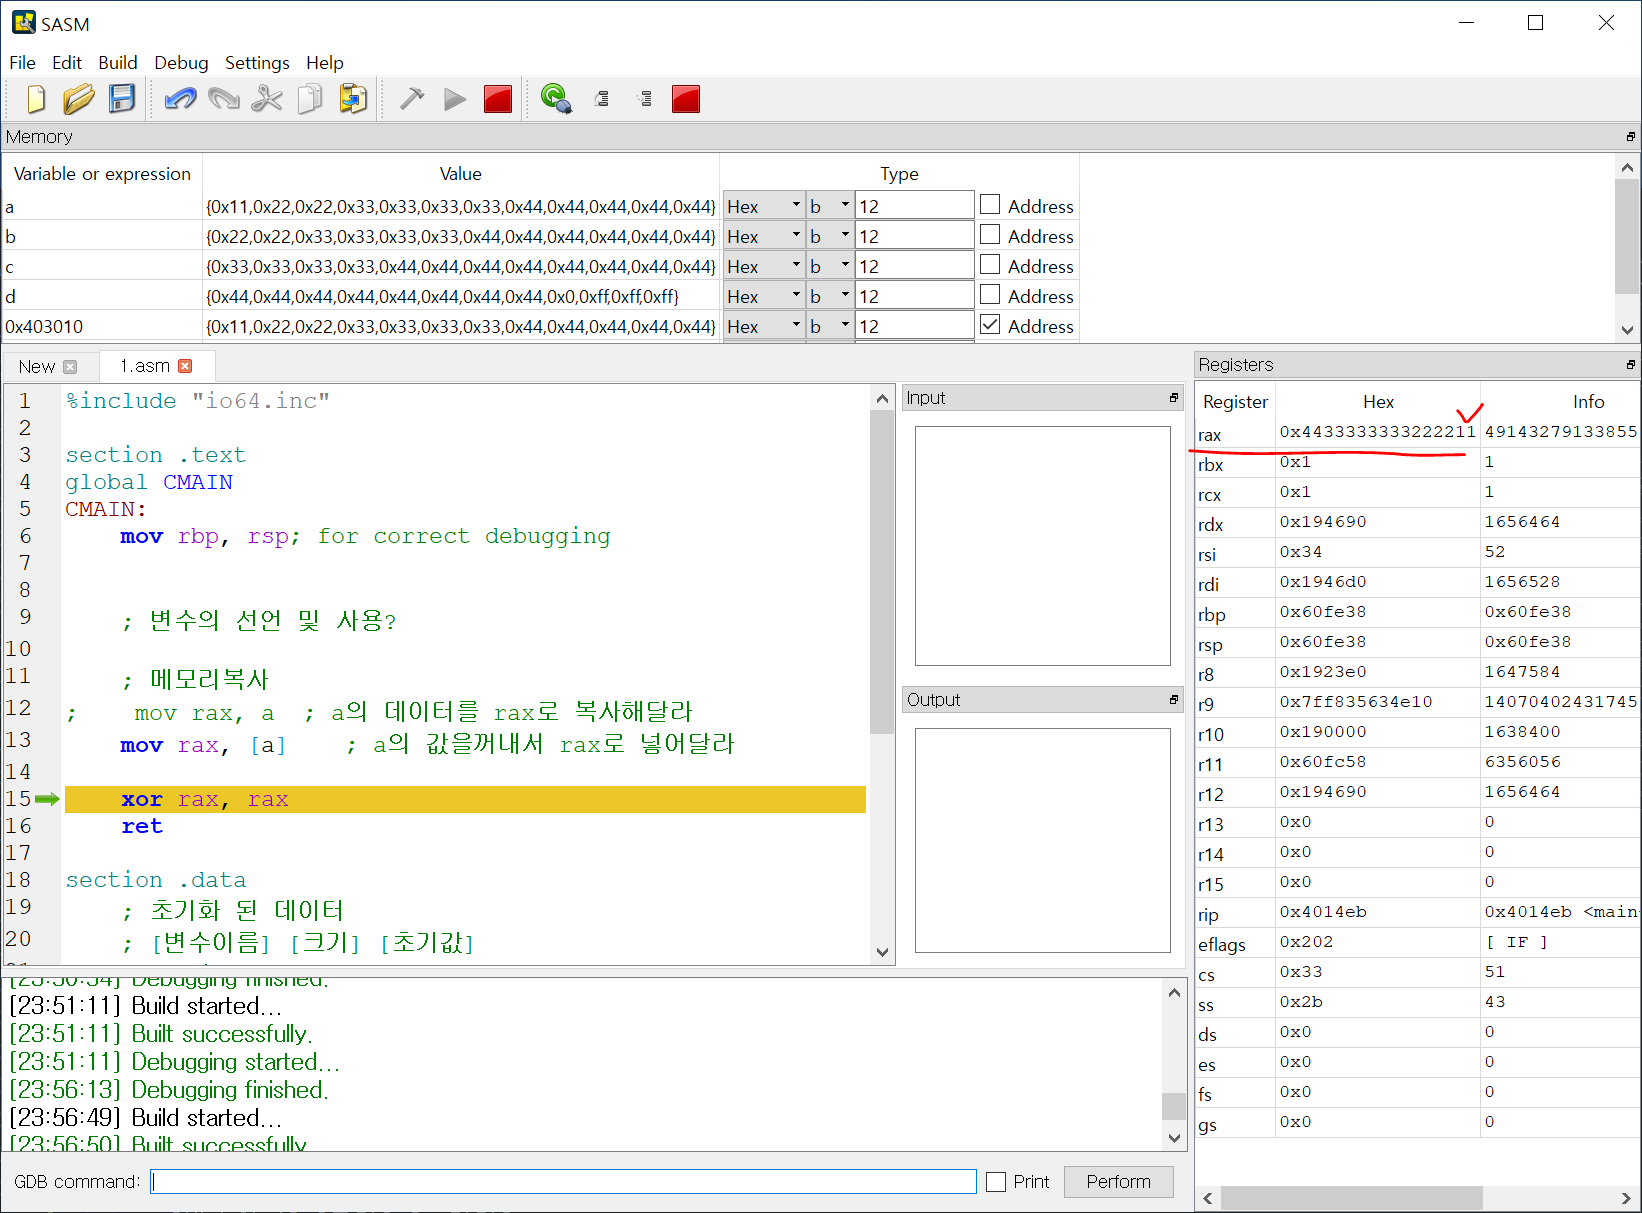 SASM
File Edit Build Debug Settings Help
Memory
Variable or expression Value Type
a {0x11,0x22,0x22,0x33,0x33,0x33,0x33,0x44,0x44,0x44,0x44,0x44} Hex b 12 Address
b {0x22,0x22,0x33,0x33,0x33,0x33,0x44,0x44,0x44,0x44,0x44,0x44} Hex b 12 Address
c {0x33,0x33,0x33,0x33,0x44,0x44,0x44,0x44,0x44,0x44,0x44,0x44} Hex b 12 Address
d {0x44,0x44,0x44,0x44,0x44,0x44,0x44,0x44,0x0,0xff,0xff,0xff} Hex b 12 Address
0x403010 {0x11,0x22,0x22,0x33,0x33,0x33,0x33,0x44,0x44,0x44,0x44,0x44} Hex b 12 Address
New 1.asm
1 %include "io64.inc"
2
3 section .text
4 global CMAIN
5 CMAIN:
6 mov rbp, rsp; for correct debugging
7
8
9 ; 변수의 선언 및 사용?
10
11 ; 메모리복사
12 ; mov rax, a ; a의 데이터를 rax로 복사해달라
13 mov rax, [a] ; a의 값을꺼내서 rax로 넣어달라
14
15 xor rax, rax
16 ret
17
18 section .data
19 ; 초기화 된 데이터
20 ; [변수이름] [크기] [초기값]
Input
Output
Registers
Register Hex Info
rax 0x4433333333222211 49143279133855
rbx 0x1 1
rcx 0x1 1
rdx 0x194690 1656464
rsi 0x34 52
rdi 0x1946d0 1656528
rbp 0x60fe38 0x60fe38
rsp 0x60fe38 0x60fe38
r8 0x1923e0 1647584
r9 0x7ff835634e10 14070402431745
r10 0x190000 1638400
r11 0x60fc58 6356056
r12 0x194690 1656464
r13 0x0 0
r14 0x0 0
r15 0x0 0
rip 0x4014eb 0x4014eb <main
eflags 0x202 [ IF ]
cs 0x33 51
ss 0x2b 43
ds 0x0 0
es 0x0 0
fs 0x0 0
gs 0x0 0
[23:50:54] Debugging finished.
[23:51:11] Build started...
[23:51:11] Built successfully.
[23:51:11] Debugging started...
[23:56:13] Debugging finished.
[23:56:49] Build started...
[23:56:50] Built successfully
GDB command: Print Perform